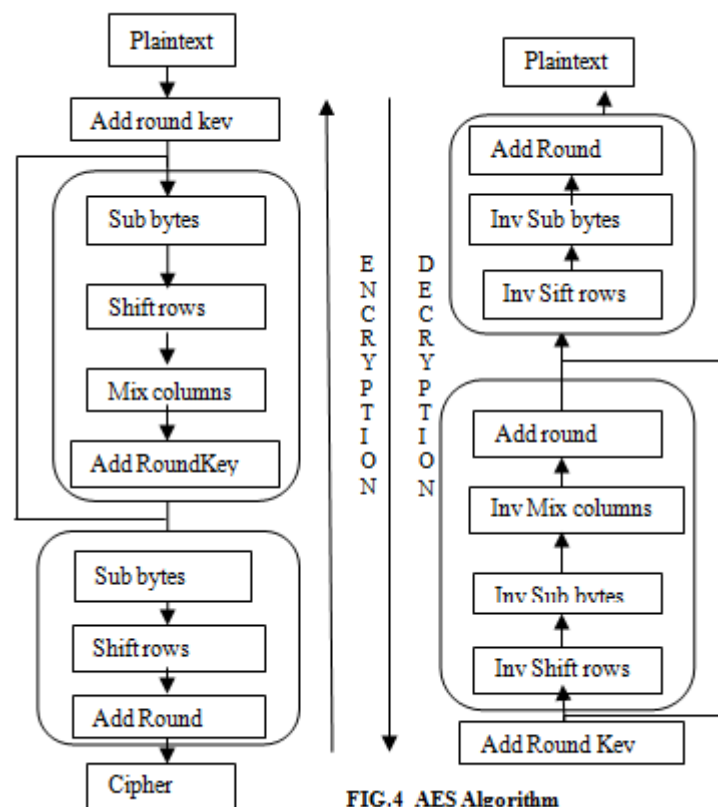 Plaintext
Add round kev
Sub bytes
Shift rows
Mix columns
Add RoundKey
Sub bytes
Shift rows
Add Round
Cipher
ENCRYPTION
DECRYPTION
Plaintext
Add Round
Inv Sub bytes
Inv Sift rows
Add round
Inv Mix columns
Inv Sub bytes
Inv Shift rows
Add Round Kev
FIG.4 AES Algorithm